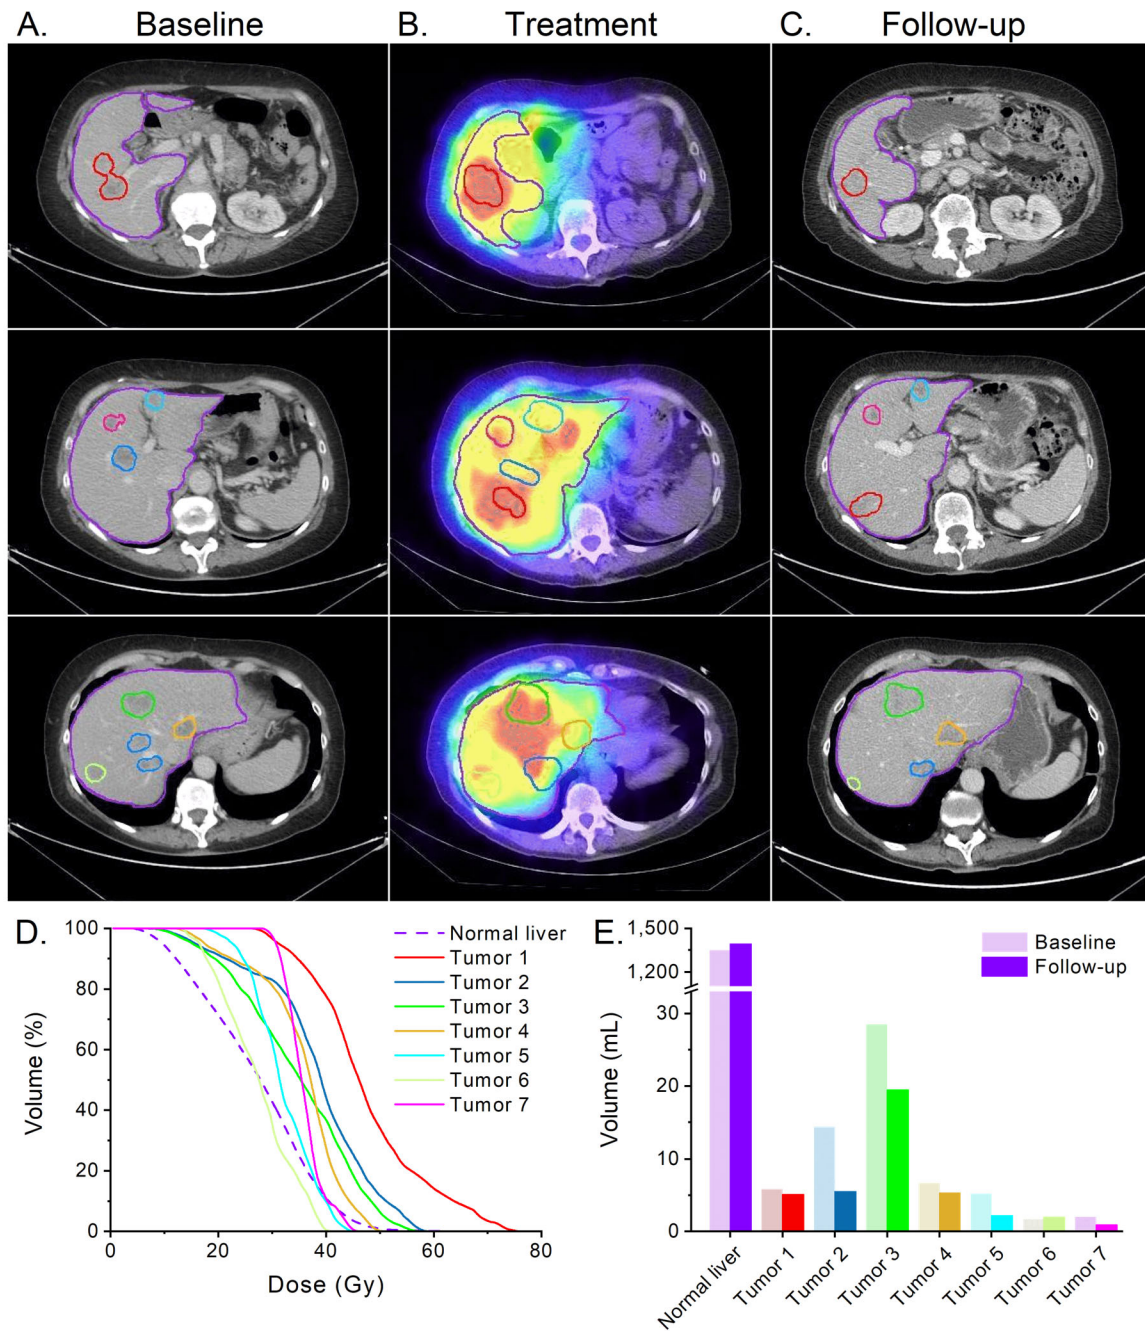 A. Baseline
B. Treatment
C. Follow-up
D.
100
80
60
40
20
0
Volume (%)
0 20 40 60 80
Dose (Gy)
Normal liver
Tumor 1
Tumor 2
Tumor 3
Tumor 4
Tumor 5
Tumor 6
Tumor 7
E.
1,500
1,200
30
20
10
0
Volume (mL)
Baseline
Follow-up
Normal liver
Tumor 1
Tumor 2
Tumor 3
Tumor 4
Tumor 5
Tumor 6
Tumor 7